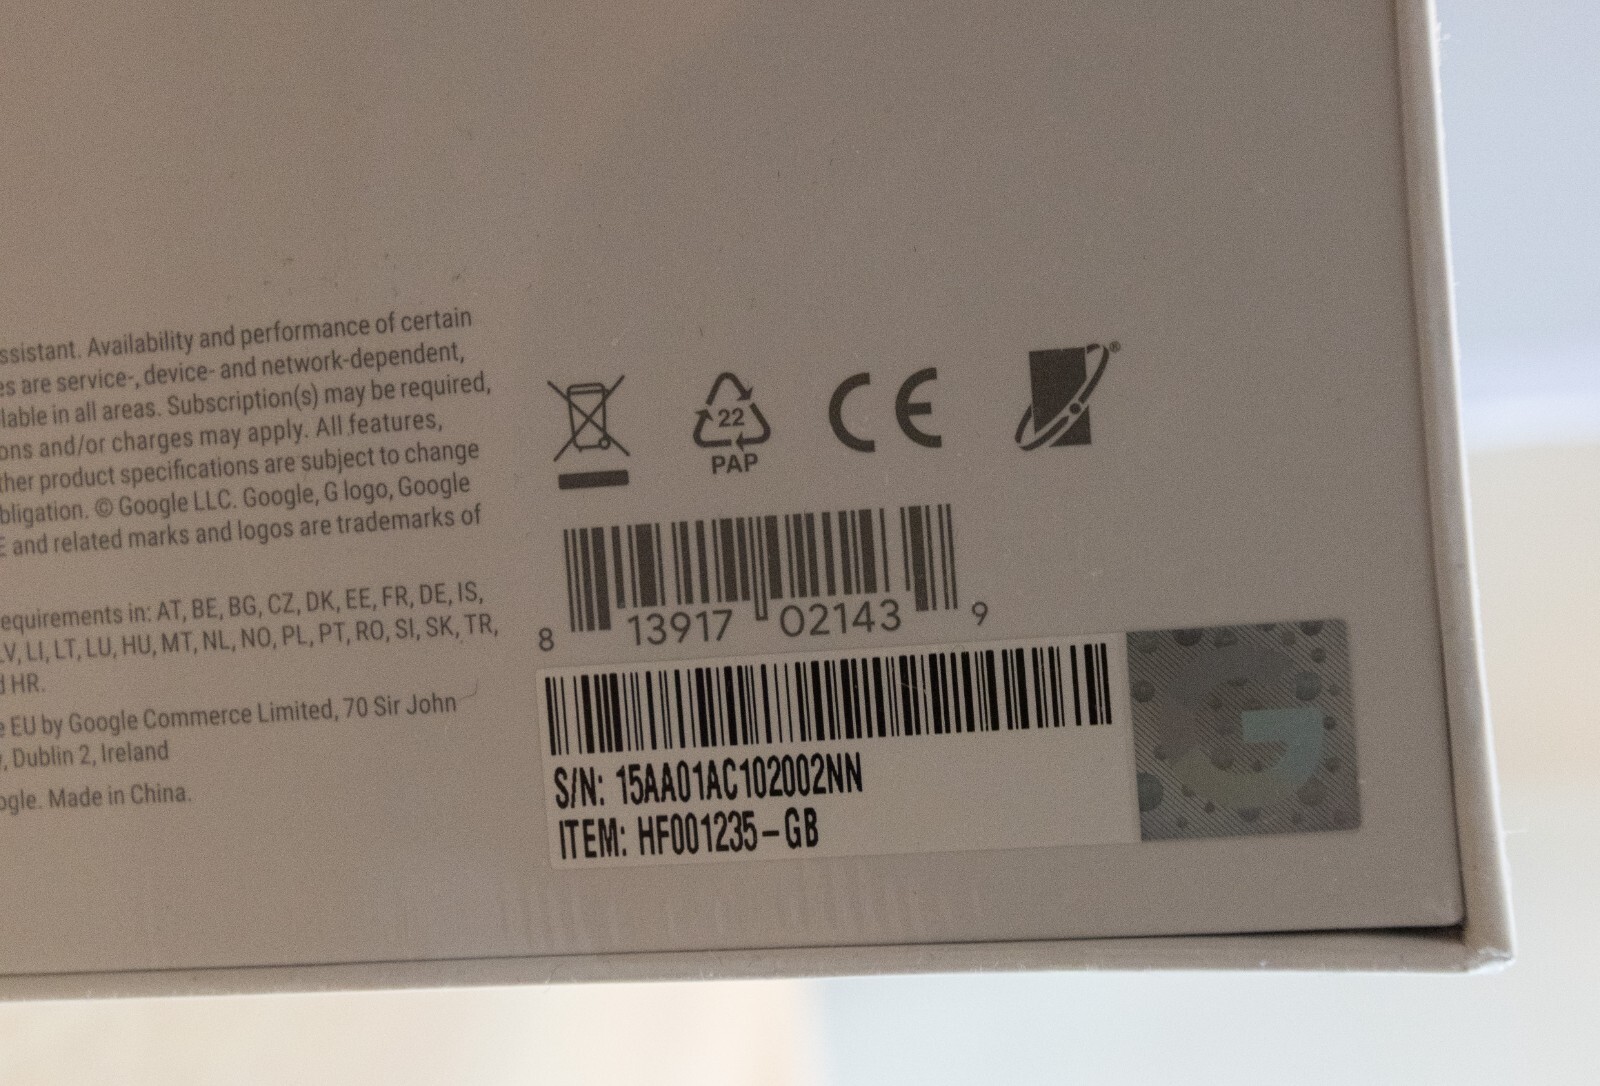 ssistant. Availability and performance of certain
es are service-, device- and network-dependent,
lable in all areas. Subscription(s) may be required,
ons and/or charges may apply. All features,
ther product specifications are subject to change
bligation. © Google LLC. Google, G logo, Google
E and related marks and logos are trademarks of
equirements in: AT, BE, BG, CZ, DK, EE, FR, DE, IS,
LV, LI, LT, LU, HU, MT, NL, NO, PL, PT, RO, SI, SK, TR,
d HR.
e EU by Google Commerce Limited, 70 Sir John
, Dublin 2, Ireland
ogle. Made in China.
22
PAP
CE
®
8 13917 02143 9
S/N: 15AA01AC102002NN
ITEM: HF001235-GB
G